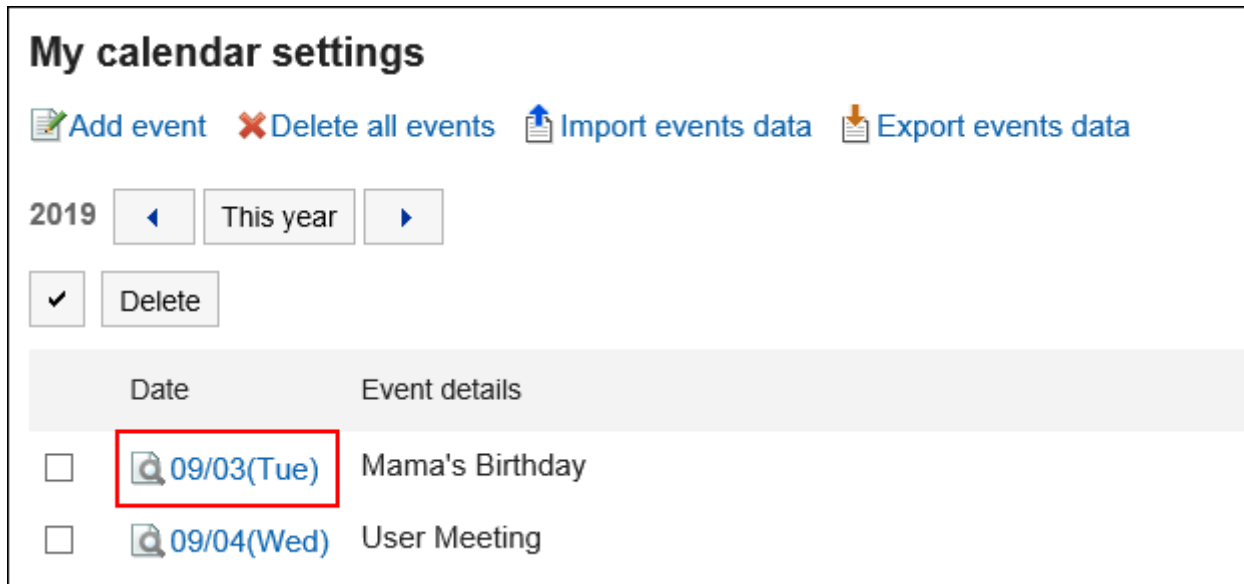 My calendar settings
Add event Delete all events Import events data Export events data
2019 This year
Delete
Date Event details
09/03(Tue) Mama's Birthday
09/04(Wed) User Meeting